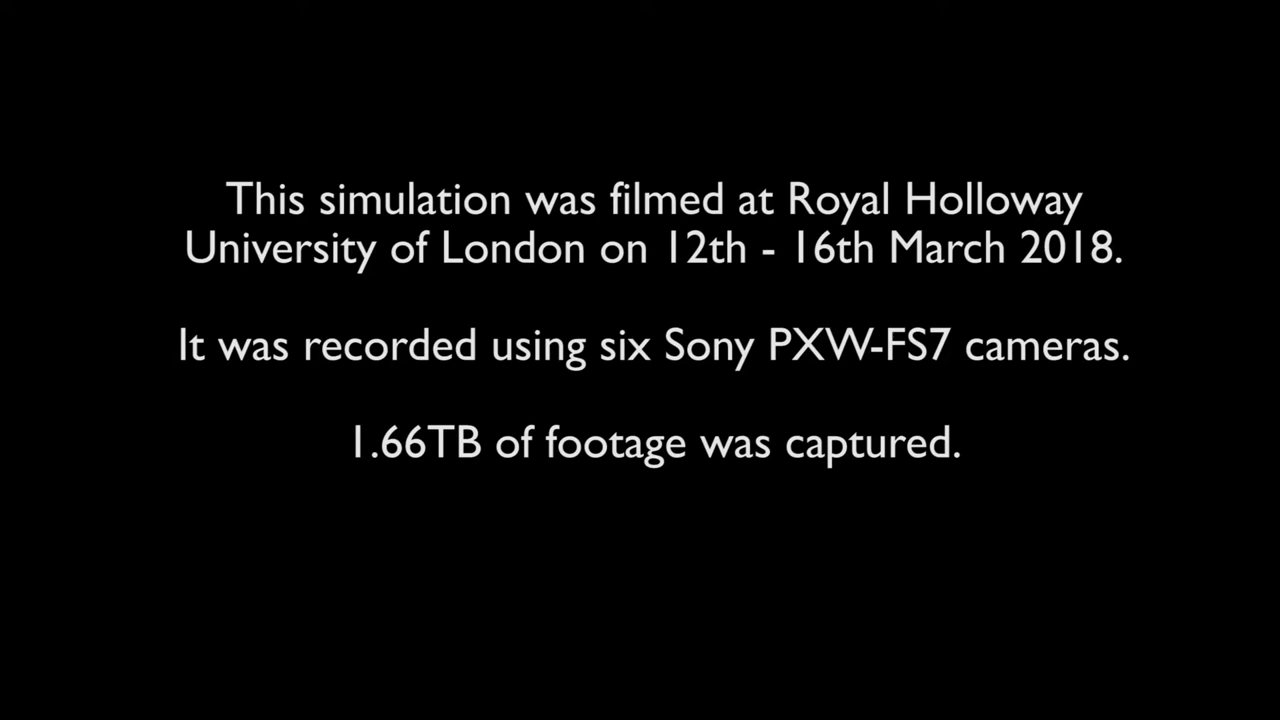 This simulation was filmed at Royal Holloway
University of London on 12th - 16th March 2018.
It was recorded using six Sony PXW-FS7 cameras.
1.66TB of footage was captured.